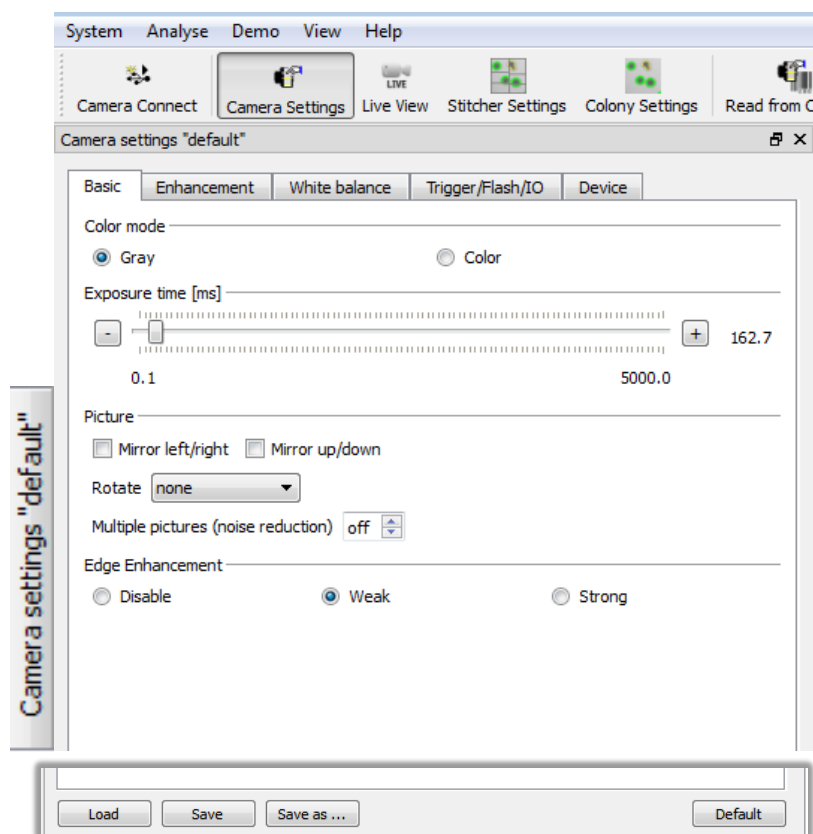 System Analyse Demo View Help
LIVE
Camera Connect Camera Settings Live View Stitcher Settings Colony Settings Read from C
Camera settings "default"
Basic Enhancement White balance Trigger/Flash/IO Device
Color mode
Gray Color
Exposure time [ms]
- + 162.7
0.1 5000.0
Picture
Mirror left/right Mirror up/down
Rotate none
Multiple pictures (noise reduction) off
Edge Enhancement
Disable Weak Strong
Camera settings "default"
Load Save Save as ... Default